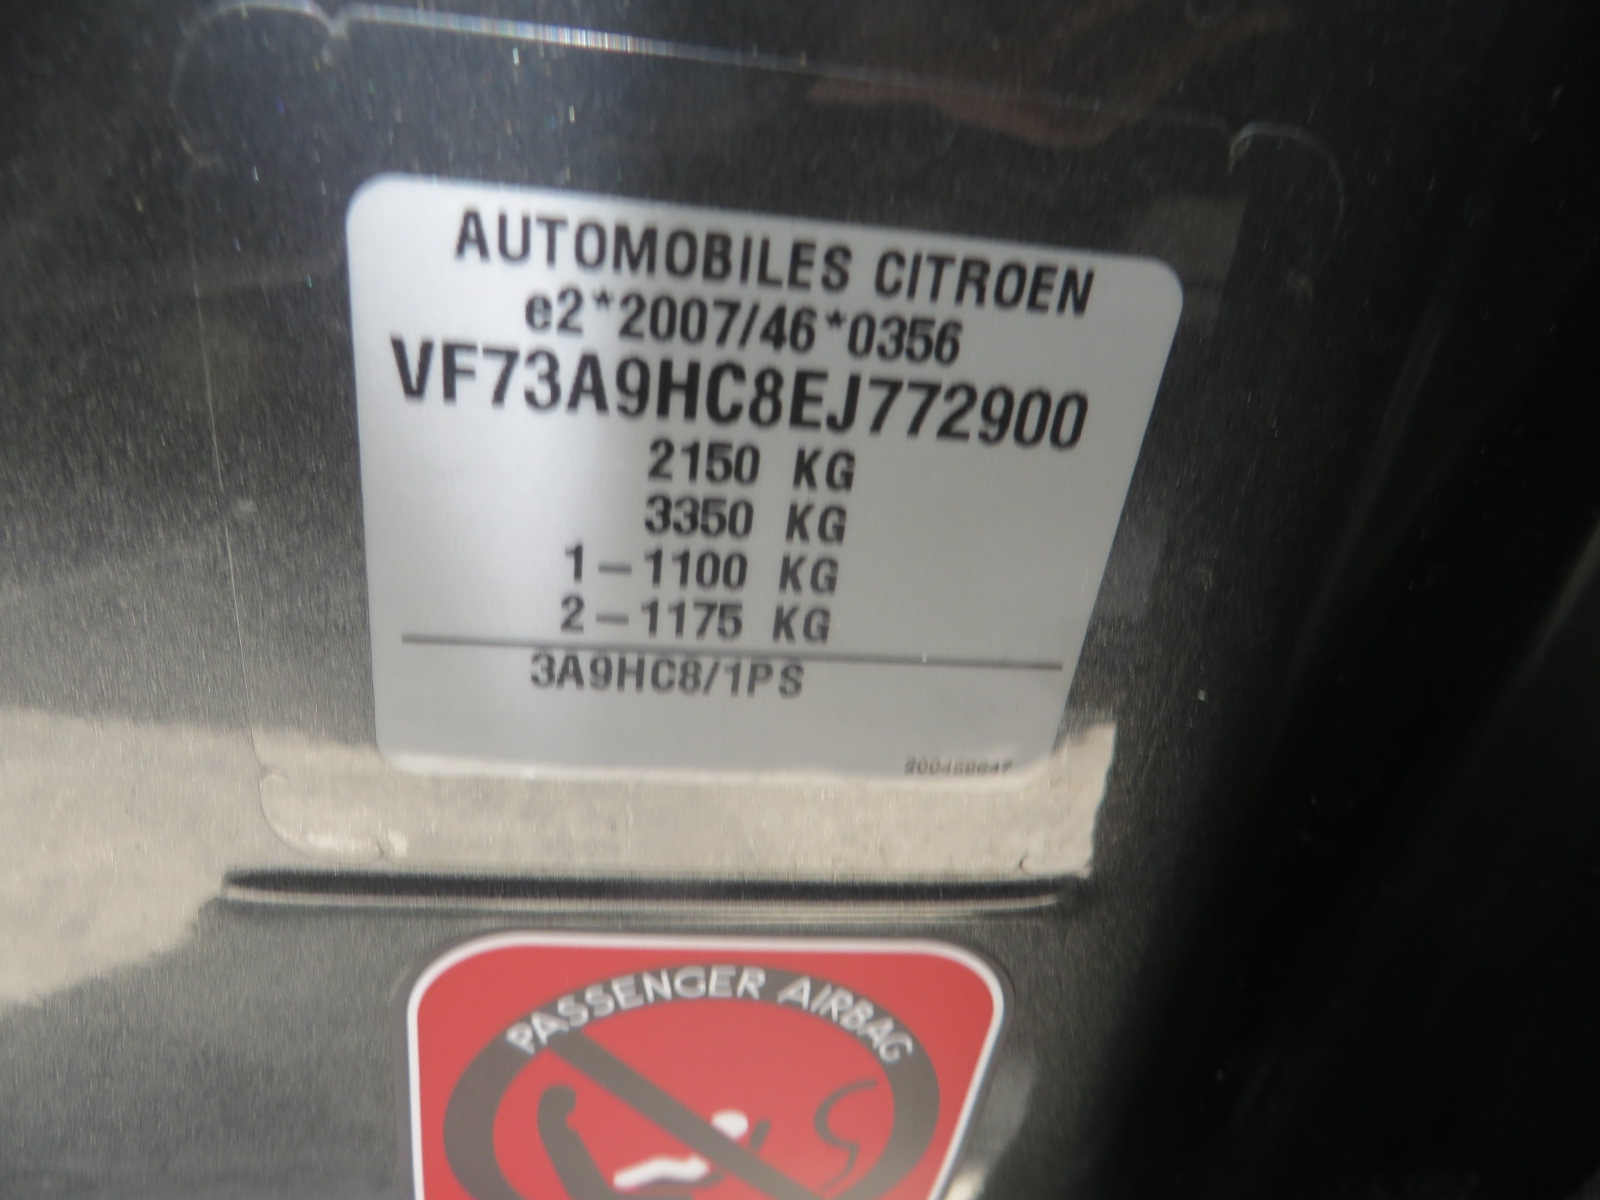 AUTOMOBILES CITROEN
e2*2007/46*0356
VF73A9HC8EJ772900
2150 KG
3350 KG
1-1100 KG
2-1175 KG
3A9HC8/1PS
PASSENGER AIRBAG